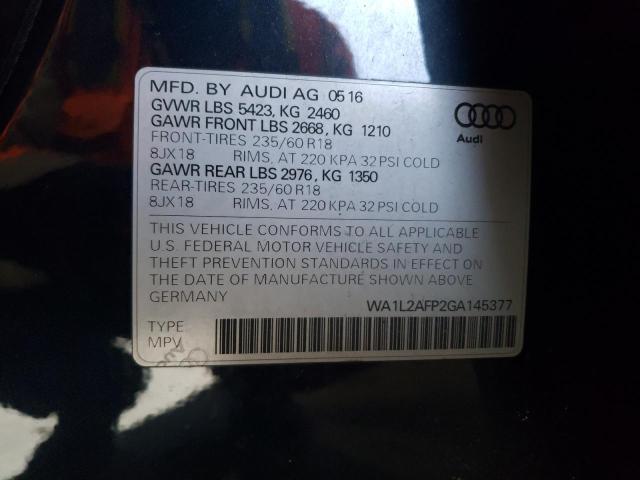 MFD. BY AUDI AG 05 16
GVWR LBS 5423, KG 2460
GAWR FRONT LBS 2668, KG 1210
FRONT-TIRES 235/60 R18
8JX18 RIMS, AT 220 KPA 32 PSI COLD
GAWR REAR LBS 2976, KG 1350
REAR-TIRES 235/60 R18
8JX18 RIMS, AT 220 KPA 32 PSI COLD
Audi
THIS VEHICLE CONFORMS TO ALL APPLICABLE
U.S. FEDERAL MOTOR VEHICLE SAFETY AND
THEFT PREVENTION STANDARDS IN EFFECT ON
THE DATE OF MANUFACTURE SHOWN ABOVE
GERMANY
WA1L2AFP2GA145377
TYPE
MPV